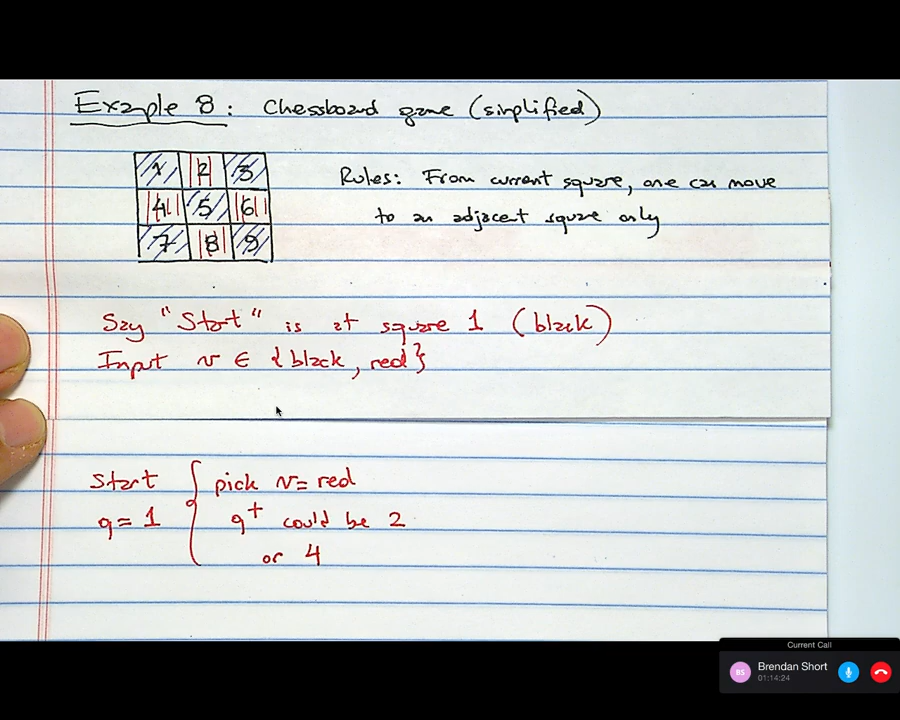 Example 8: Chessboard game (simplified)
1 2 3
4 5 6
7 8 9
Rules: From current square, one can move
to an adjacent square only
Say "Start" is at square 1 (black)
Input v ∈ {black, red}
Start
q = 1
pick v = red
q⁺ could be 2
or 4
Current Call
BS
Brendan Short
01:14:24